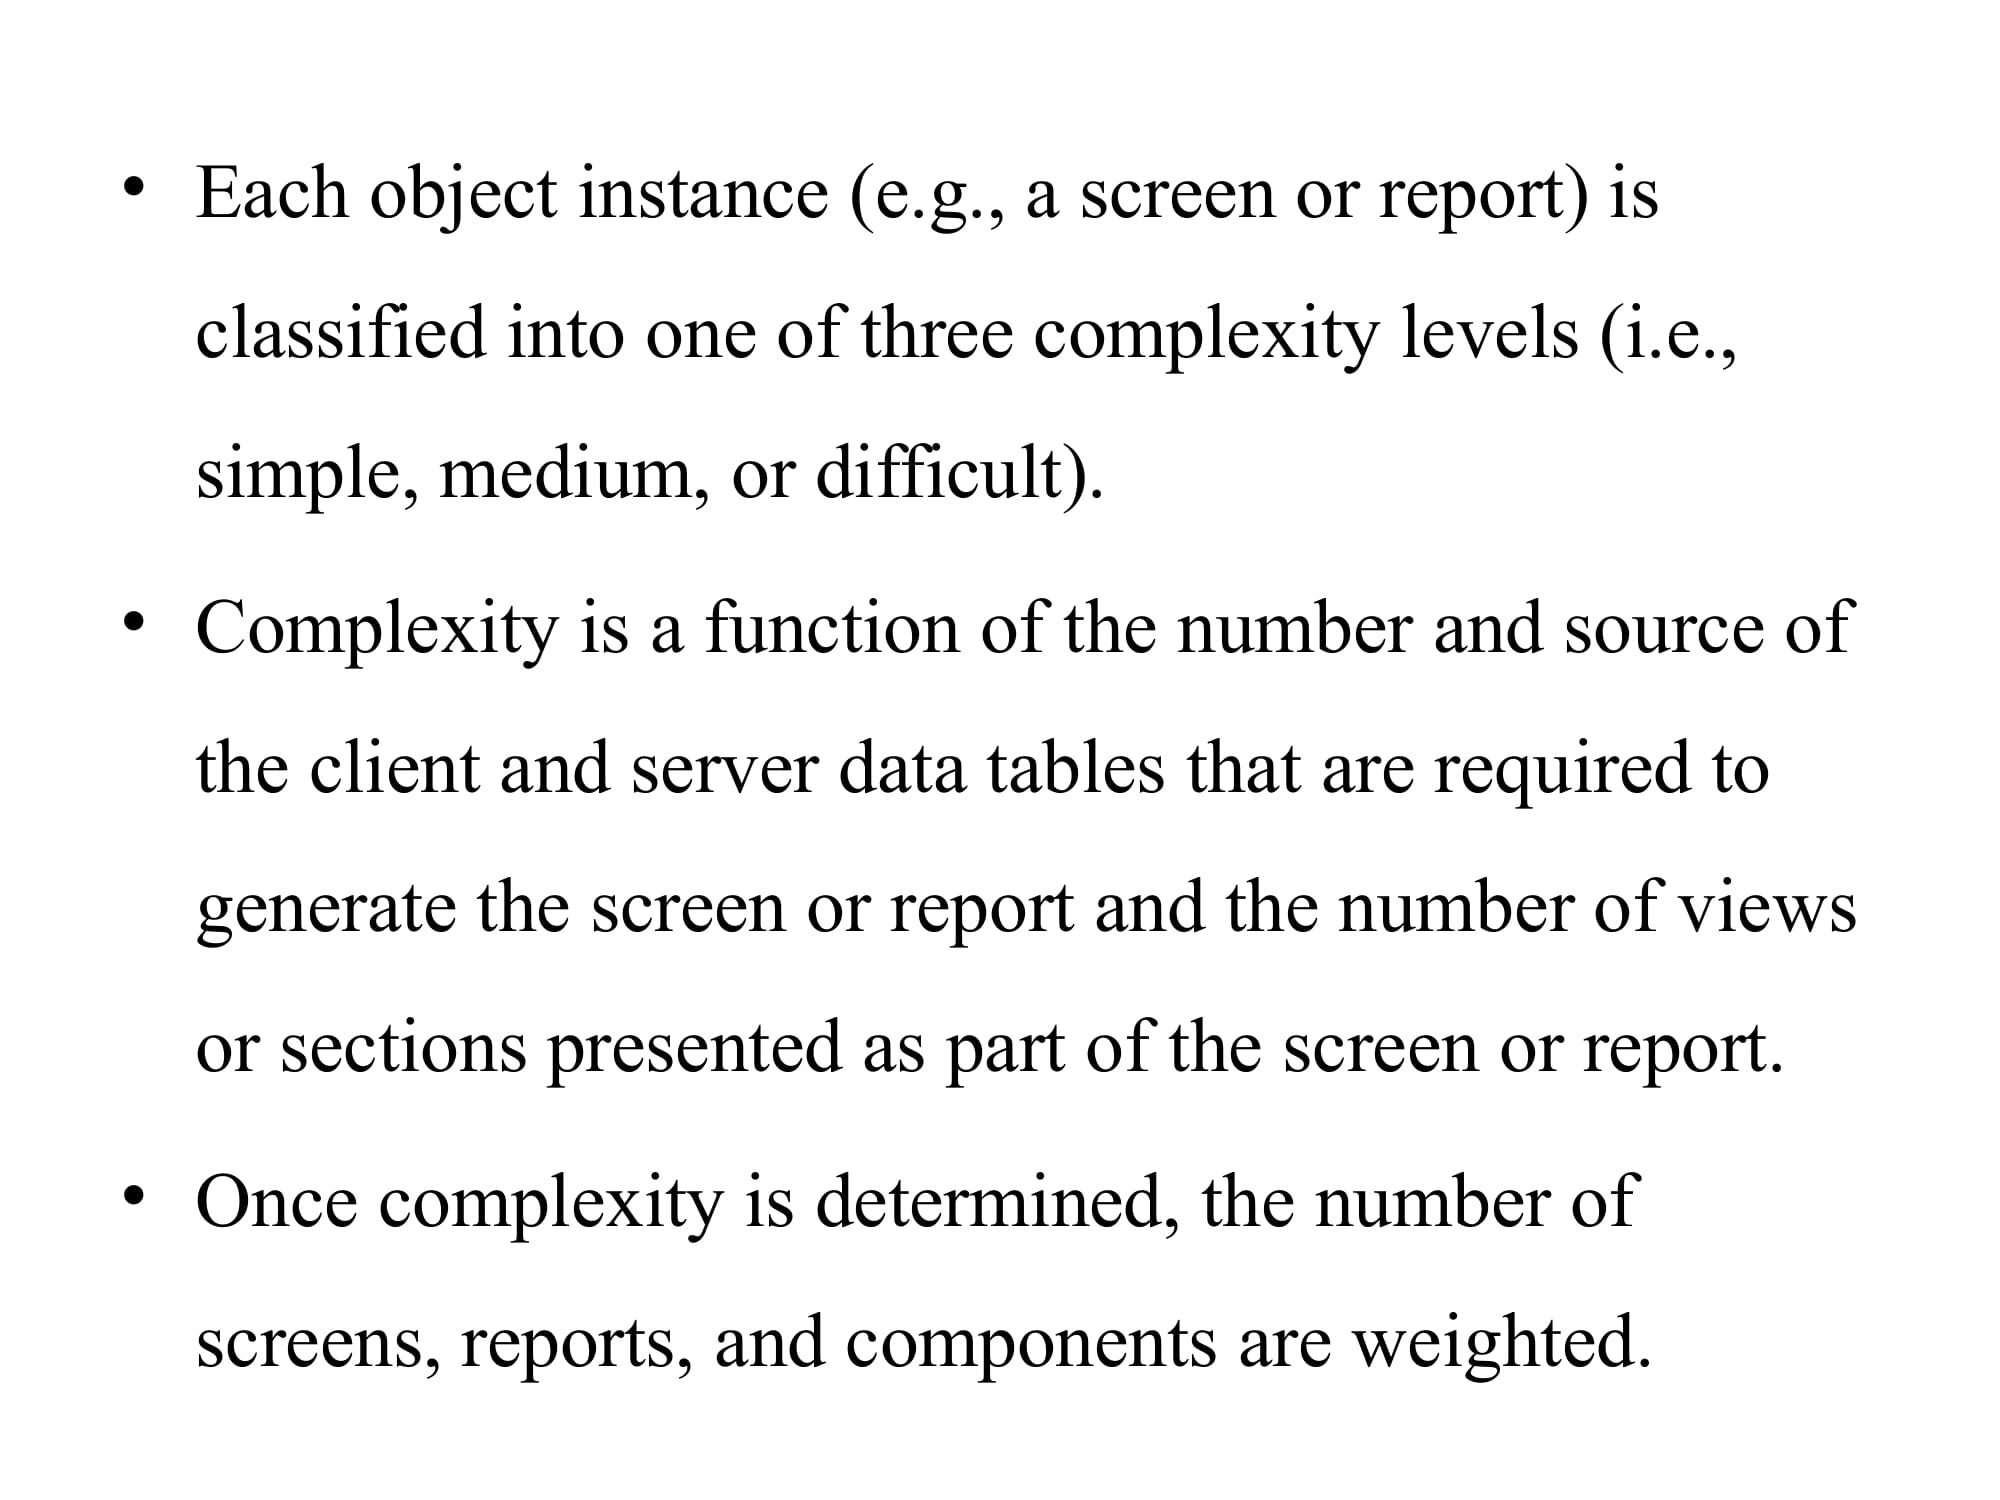 • Each object instance (e.g., a screen or report) is
classified into one of three complexity levels (i.e.,
simple, medium, or difficult).
• Complexity is a function of the number and source of
the client and server data tables that are required to
generate the screen or report and the number of views
or sections presented as part of the screen or report.
• Once complexity is determined, the number of
screens, reports, and components are weighted.